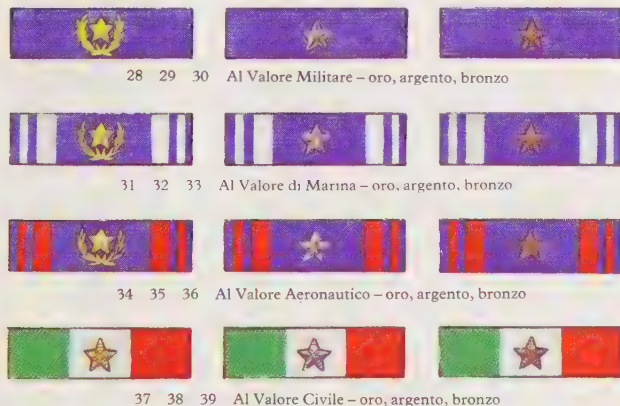 28 29 30 Al Valore Militare – oro, argento, bronzo
31 32 33 Al Valore di Marina – oro, argento, bronzo
34 35 36 Al Valore Aeronautico – oro, argento, bronzo
37 38 39 Al Valore Civile – oro, argento, bronzo